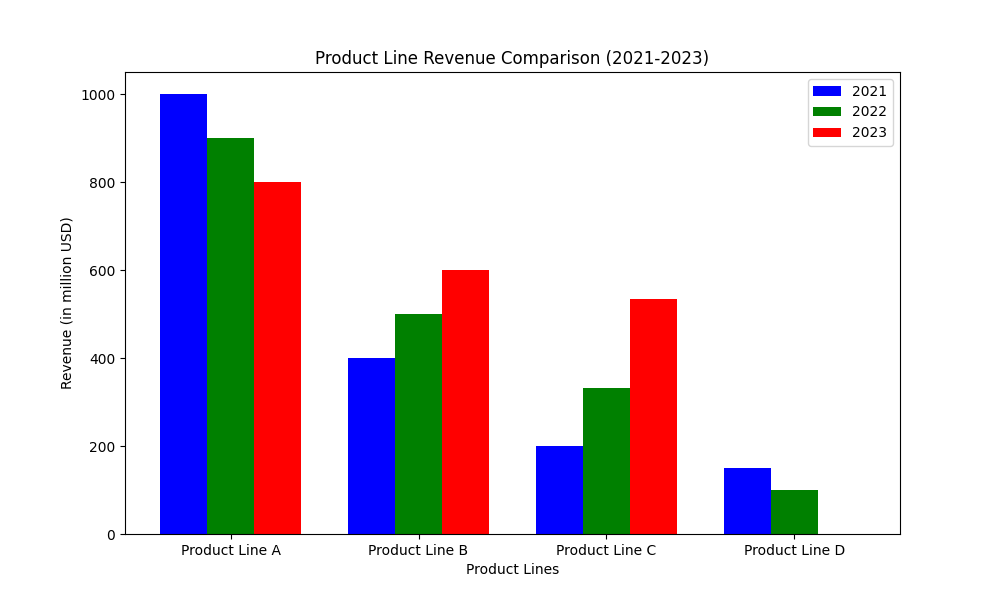 Product Line Revenue Comparison (2021-2023)
2021
2022
2023
Revenue (in million USD)
1000
800
600
400
200
0
Product Line A
Product Line B
Product Line C
Product Line D
Product Lines